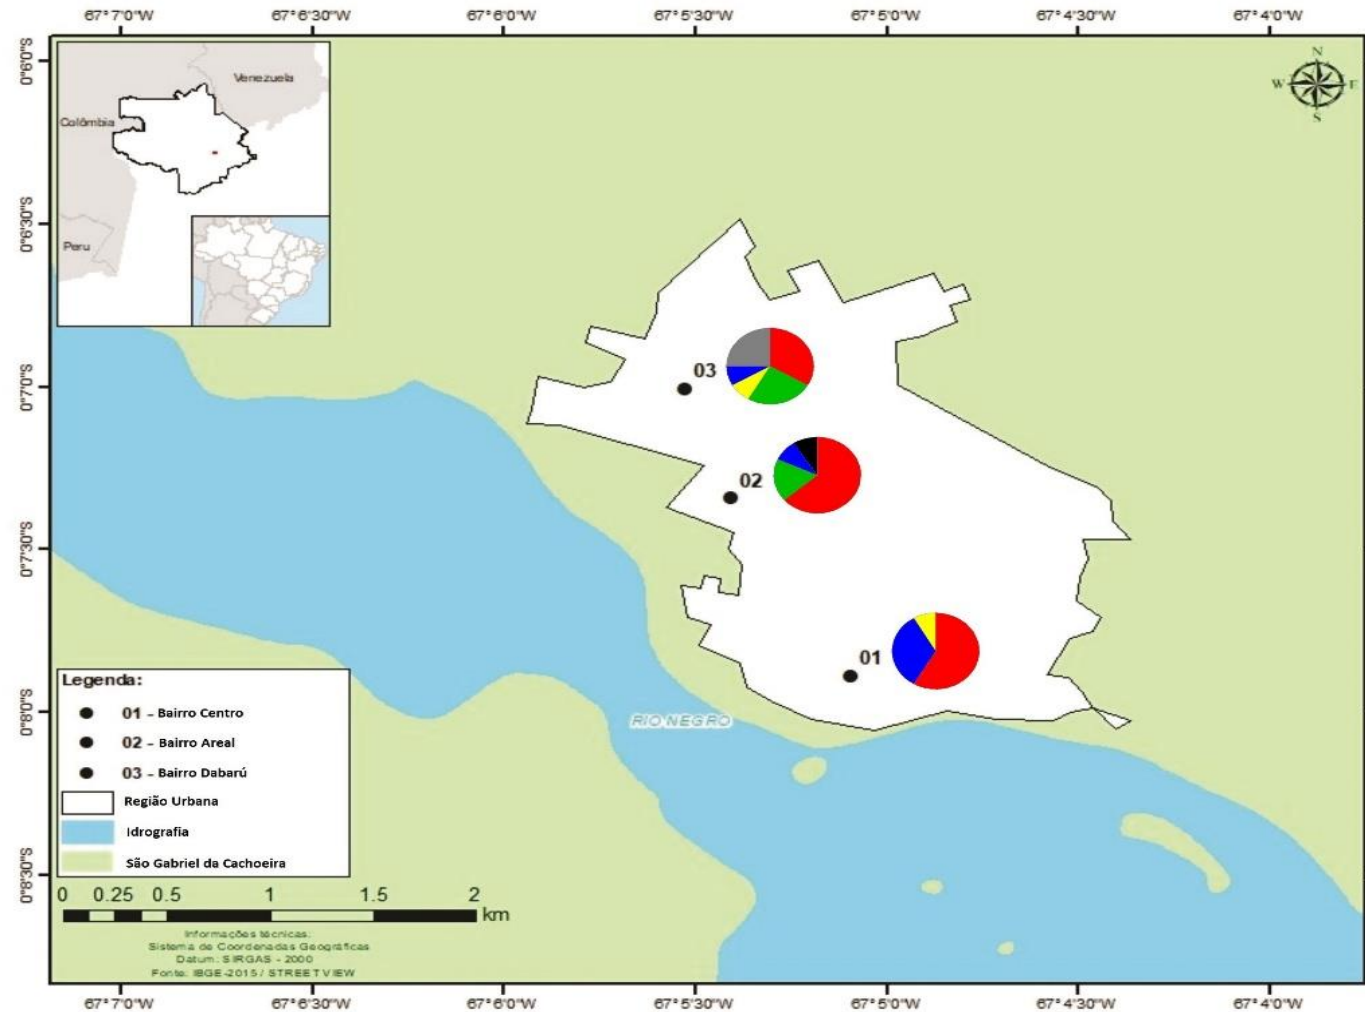 67°7'0"W 67°6'30"W 67°6'0"W 67°5'30"W 67°5'0"W 67°4'30"W 67°4'0"W
0°6'0"S
0°6'30"S
0°7'0"S
0°7'30"S
0°8'0"S
0°8'30"S
Venezuela
Colômbia
Peru
N
W E
S
03
02
01
RIO NEGRO
Legenda:
01 - Bairro Centro
02 - Bairro Areal
03 - Bairro Dabarú
Região Urbana
Idrografia
São Gabriel da Cachoeira
0 0.25 0.5 1 1.5 2
km
Informações técnicas:
Sistema de Coordenadas Geográficas
Datum: SIRGAS - 2000
Fonte: IBGE-2015 / STREETVIEW
67°7'0"W 67°6'30"W 67°6'0"W 67°5'30"W 67°5'0"W 67°4'30"W 67°4'0"W